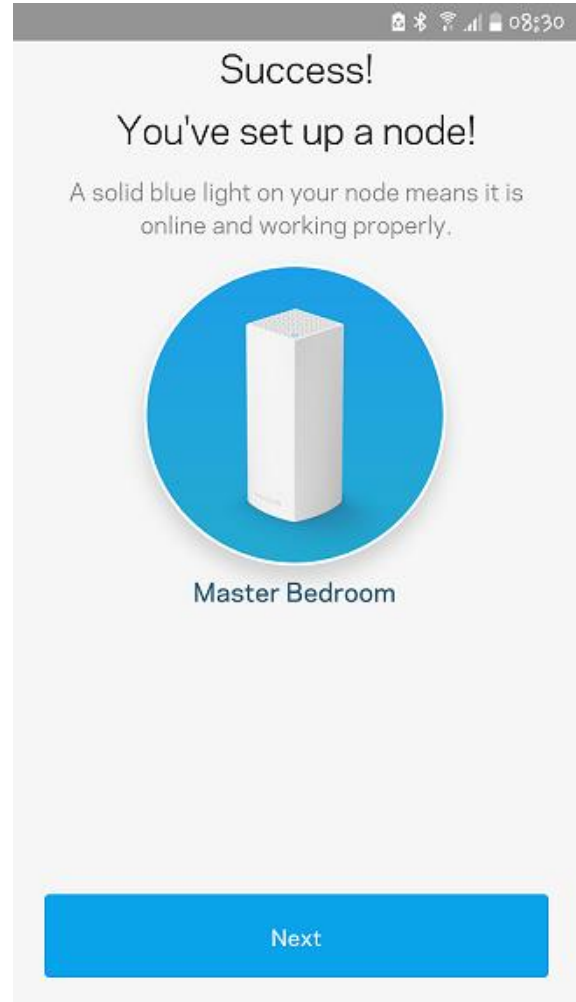 08:30
Success!
You've set up a node!
A solid blue light on your node means it is
online and working properly.
Master Bedroom
Next